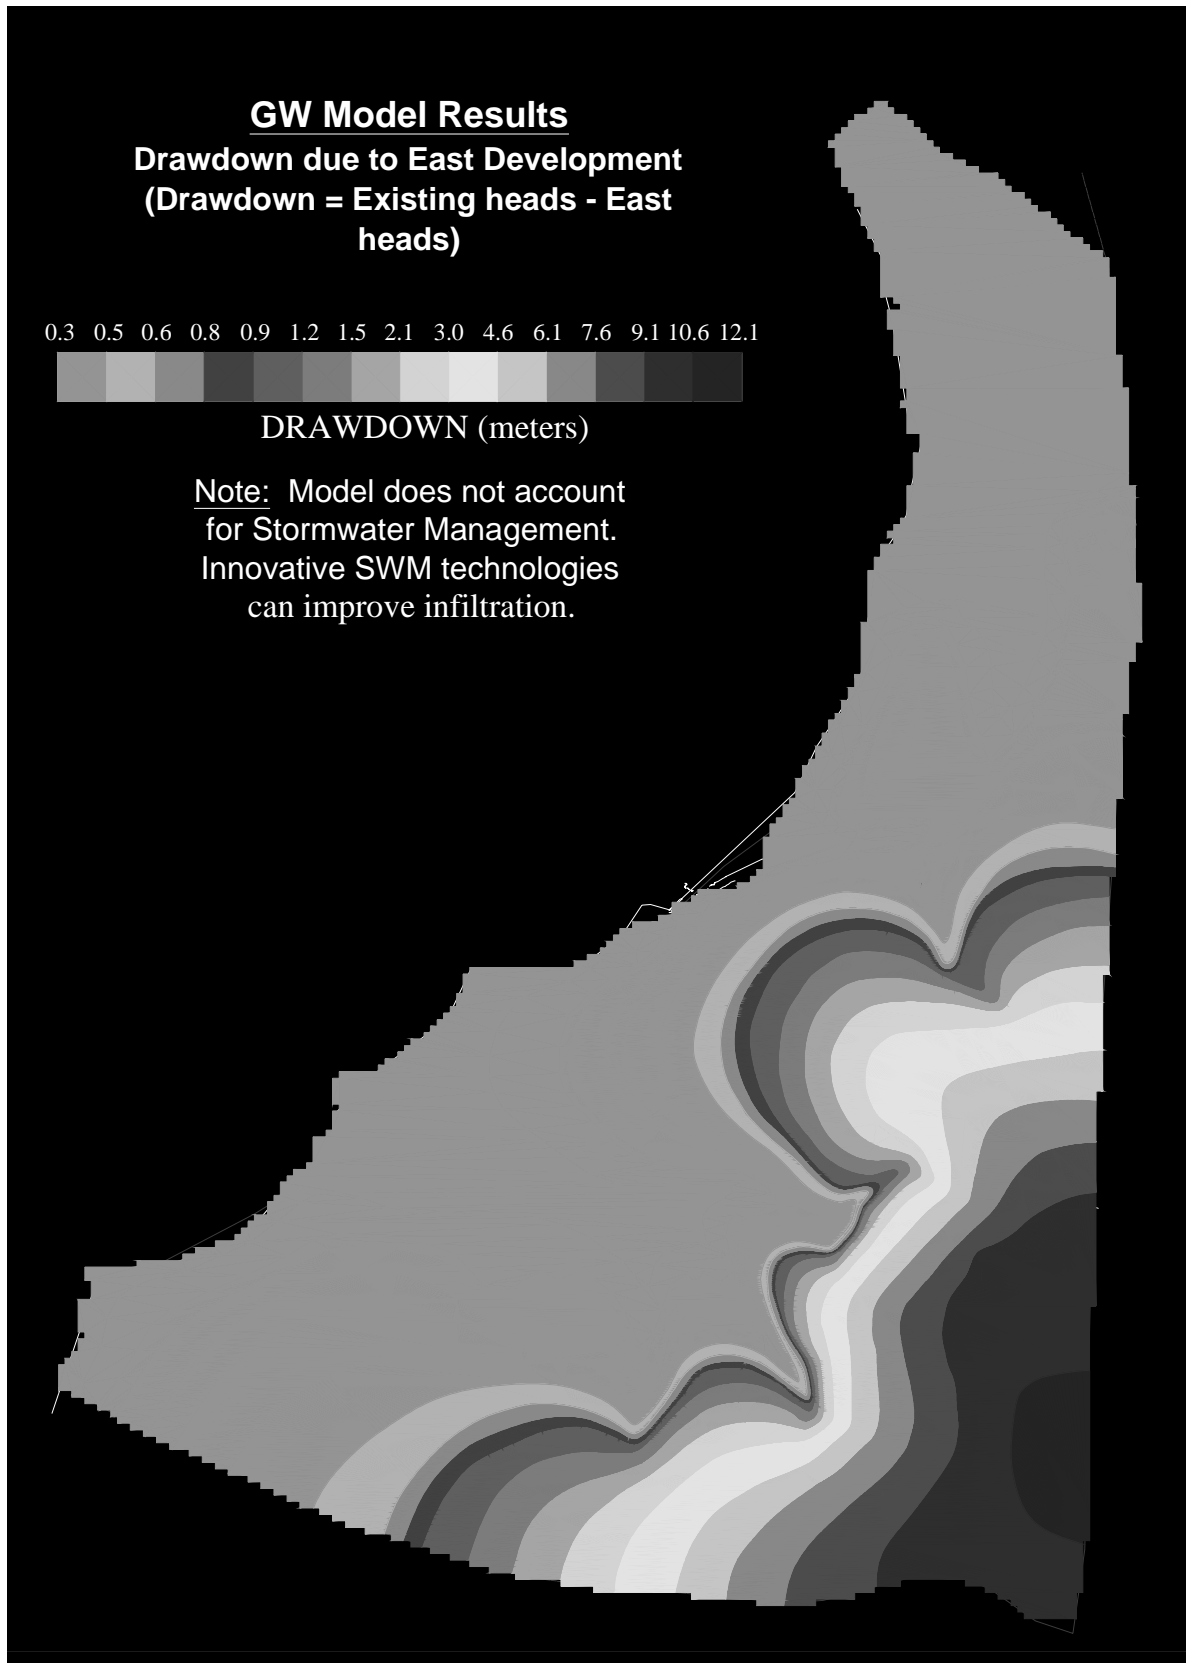 GW Model Results
Drawdown due to East Development
(Drawdown = Existing heads - East
heads)
0.3 0.5 0.6 0.8 0.9 1.2 1.5 2.1 3.0 4.6 6.1 7.6 9.1 10.6 12.1
DRAWDOWN (meters)
Note: Model does not account
for Stormwater Management.
Innovative SWM technologies
can improve infiltration.